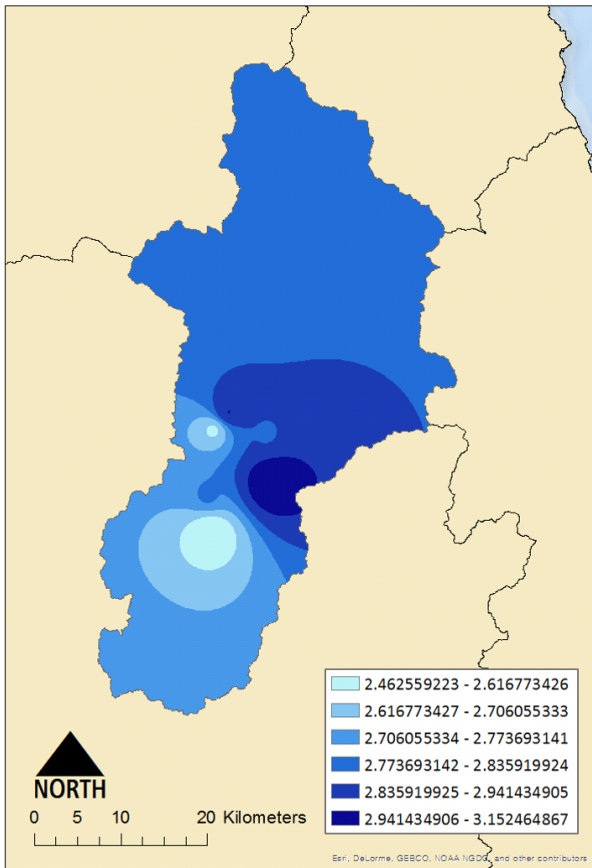 2.462559223 - 2.616773426
2.616773427 - 2.706055333
2.706055334 - 2.773693141
2.773693142 - 2.835919924
2.835919925 - 2.941434905
2.941434906 - 3.152464867
NORTH
0 5 10 20 Kilometers
Esri, DeLorme, GEBCO, NOAA NGDC, and other contributors